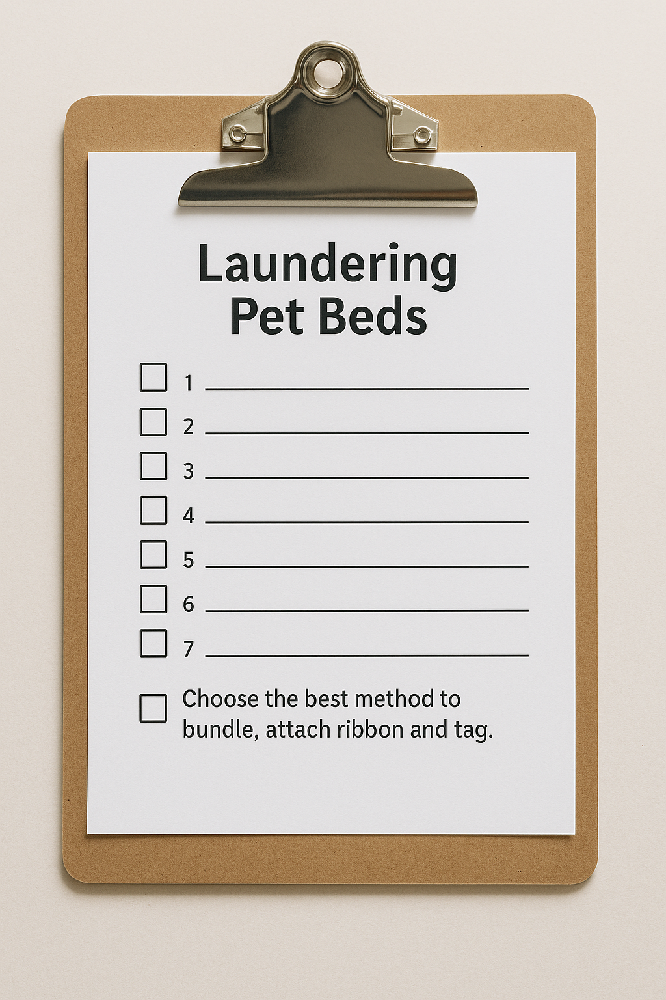 Laundering
Pet Beds
1
2
3
4
5
6
7
Choose the best method to
bundle, attach ribbon and tag.